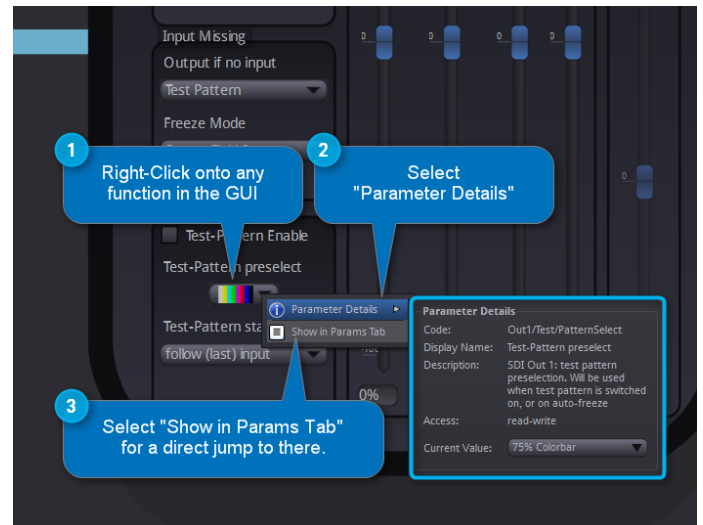 Input Missing
Output if no input
Test Pattern
Freeze Mode
1
Right-Click onto any
function in the GUI
2
Select
"Parameter Details"
Test-Pattern Enable
Test-Pattern preselect
Parameter Details
Show in Params Tab
Test-Pattern
follow (last) input
0%
3
Select "Show in Params Tab"
for a direct jump to there.
Parameter Details
Code: Out1/Test/PatternSelect
Display Name: Test-Pattern preselect
Description: SDI Out 1: test pattern
preselection. Will be used
when test pattern is switched
on, or on auto-freeze
Access: read-write
Current Value: 75% Colorbar
0
0
0
0
0